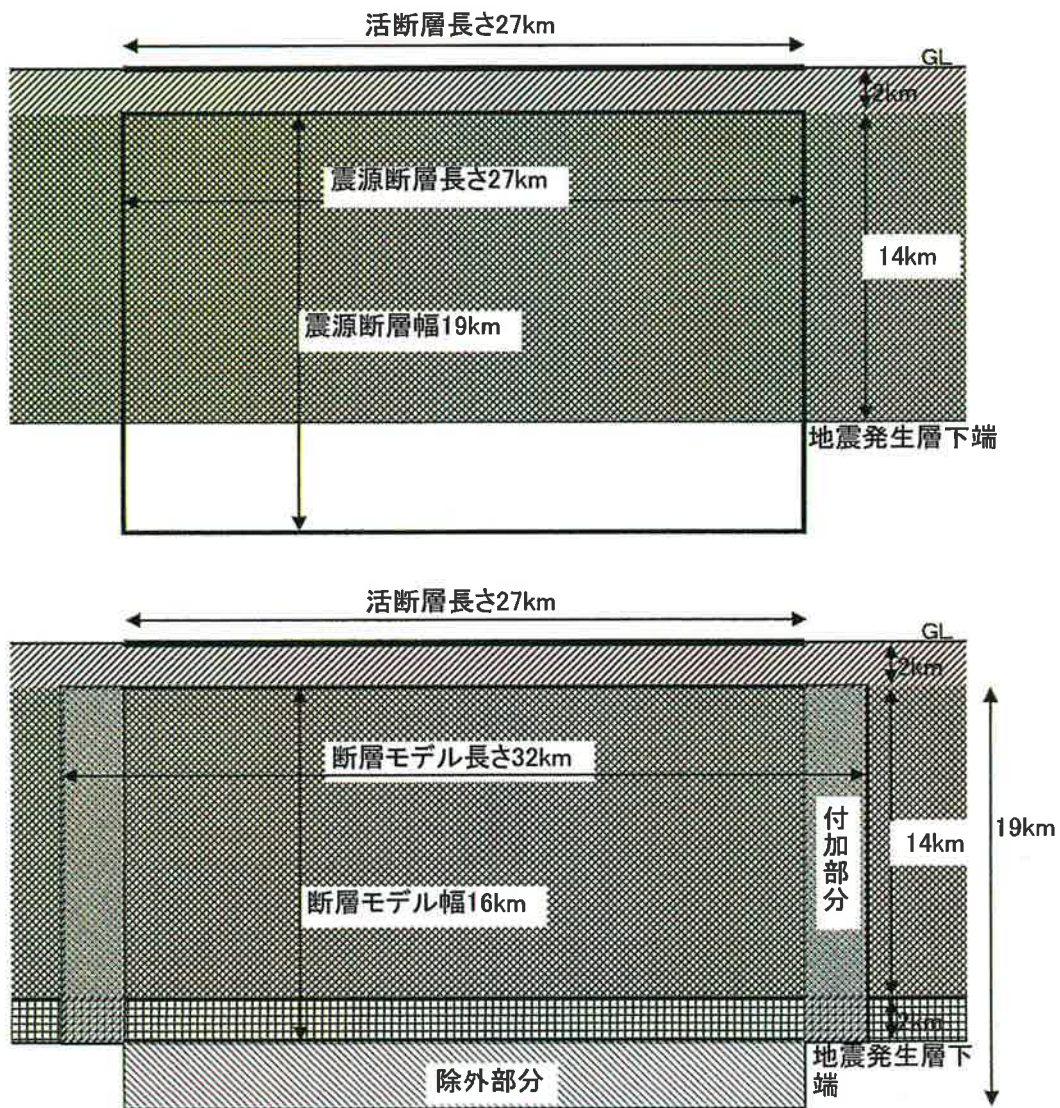 活断層長さ27km
GL
2km
震源断層長さ27km
14km
震源断層幅19km
地震発生層下端
活断層長さ27km
GL
2km
断層モデル長さ32km
付加部分
14km
19km
断層モデル幅16km
2km
地震発生層下
端
除外部分